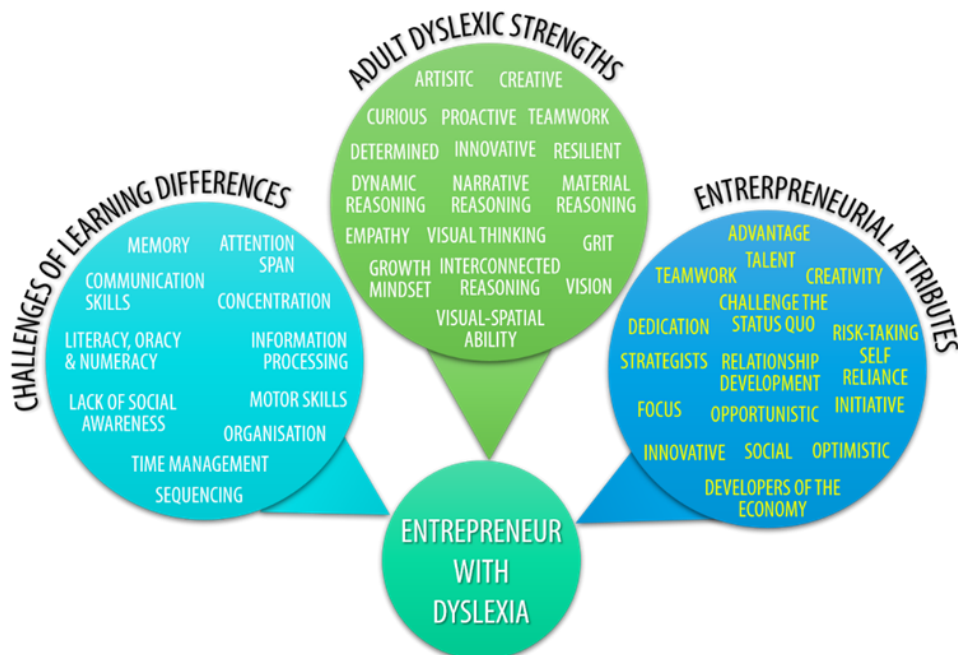 ADULT DYSLEXIC STRENGTHS
ARTISITC CREATIVE
CURIOUS PROACTIVE TEAMWORK
DETERMINED INNOVATIVE RESILIENT
DYNAMIC
REASONING
NARRATIVE
REASONING
MATERIAL
REASONING
EMPATHY VISUAL THINKING GRIT
GROWTH
MINDSET
INTERCONNECTED
REASONING
VISION
VISUAL-SPATIAL
ABILITY
CHALLENGES OF LEARNING DIFFERENCES
MEMORY
ATTENTION
SPAN
COMMUNICATION
SKILLS
CONCENTRATION
LITERACY, ORACY
& NUMERACY
INFORMATION
PROCESSING
LACK OF SOCIAL
AWARENESS
MOTOR SKILLS
ORGANISATION
TIME MANAGEMENT
SEQUENCING
ENTRERPRENEURIAL ATTRIBUTES
ADVANTAGE
TALENT
TEAMWORK
CREATIVITY
CHALLENGE THE
STATUS QUO
DEDICATION
RISK-TAKING
SELF
RELIANCE
STRATEGISTS
RELATIONSHIP
DEVELOPMENT
FOCUS
OPPORTUNISTIC
INITIATIVE
INNOVATIVE
SOCIAL
OPTIMISTIC
DEVELOPERS OF THE
ECONOMY
ENTREPRENEUR
WITH
DYSLEXIA